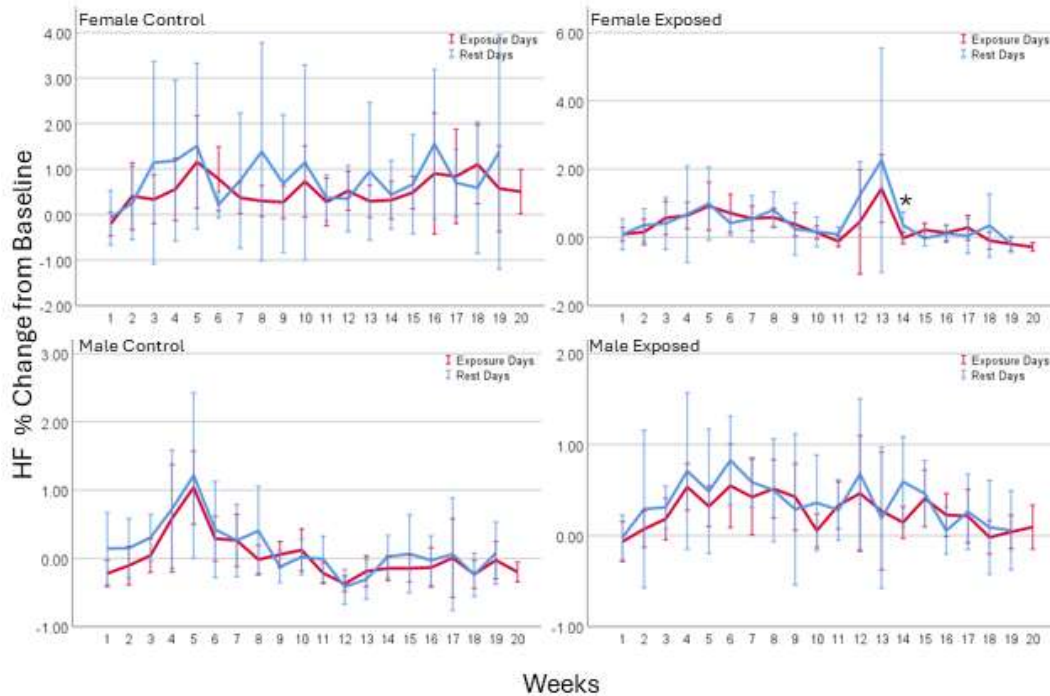 Female Control
Exposure Days
Rest Days
4.00
3.00
2.00
1.00
0.00
-1.00
-2.00
1 2 3 4 5 6 7 8 9 10 11 12 13 14 15 16 17 18 19 20
Female Exposed
Exposure Days
Rest Days
6.00
4.00
2.00
0.00
-2.00
*
1 2 3 4 5 6 7 8 9 10 11 12 13 14 15 16 17 18 19 20
HF % Change from Baseline
Male Control
Exposure Days
Rest Days
3.00
2.00
1.00
0.00
-1.00
1 2 3 4 5 6 7 8 9 10 11 12 13 14 15 16 17 18 19 20
Male Exposed
Exposure Days
Rest Days
2.00
1.00
0.00
-1.00
1 2 3 4 5 6 7 8 9 10 11 12 13 14 15 16 17 18 19 20
Weeks